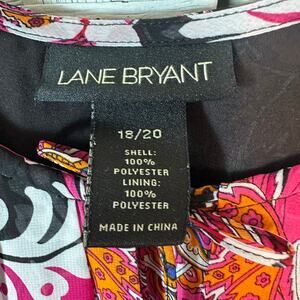 LANE BRYANT
18/20
SHELL:
100%
POLYESTER
LINING:
100%
POLYESTER
MADE IN CHINA